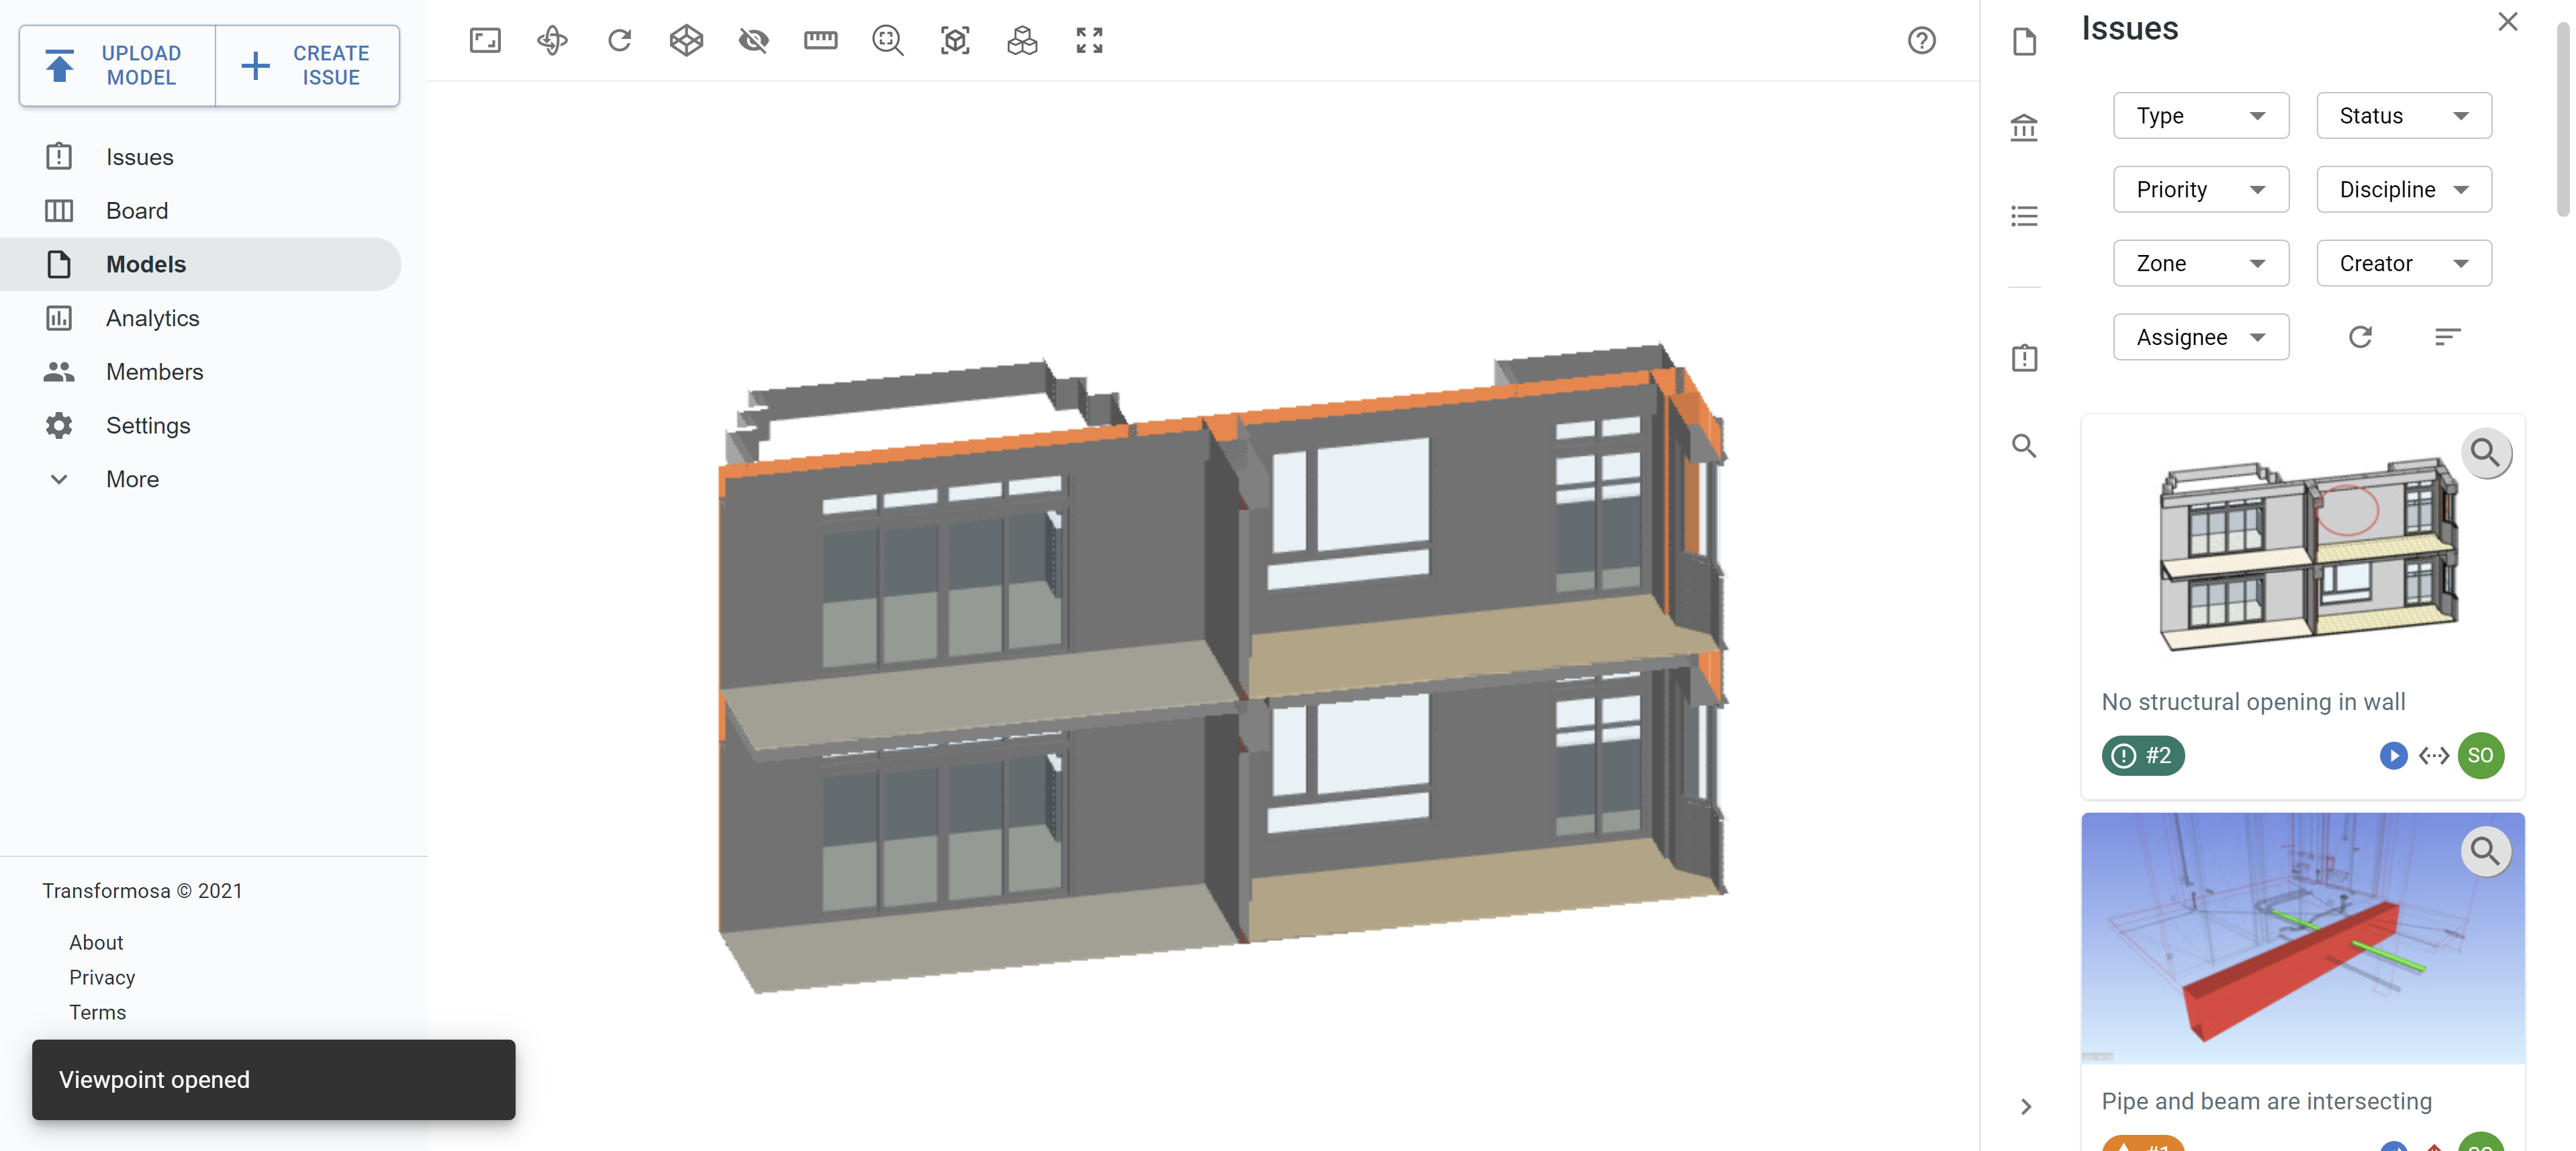 UPLOAD
MODEL
CREATE
ISSUE
Issues
Board
Models
Analytics
Members
Settings
More
Transformosa © 2021
About
Privacy
Terms
Viewpoint opened
Issues
Type
Status
Priority
Discipline
Zone
Creator
Assignee
No structural opening in wall
#2
SO
Pipe and beam are intersecting
#1